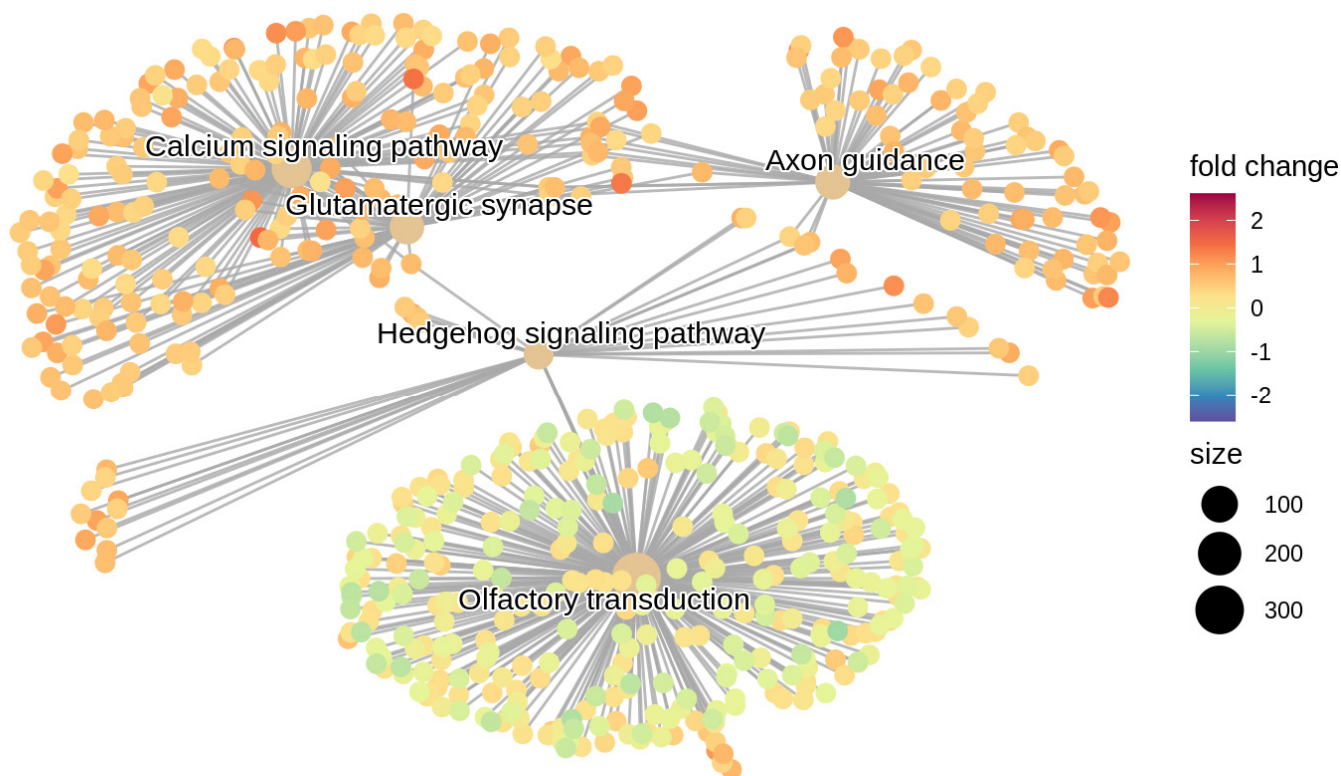 Calcium signaling pathway
Axon guidance
Glutamatergic synapse
Hedgehog signaling pathway
Olfactory transduction
fold change
2
1
0
-1
-2
size
100
200
300